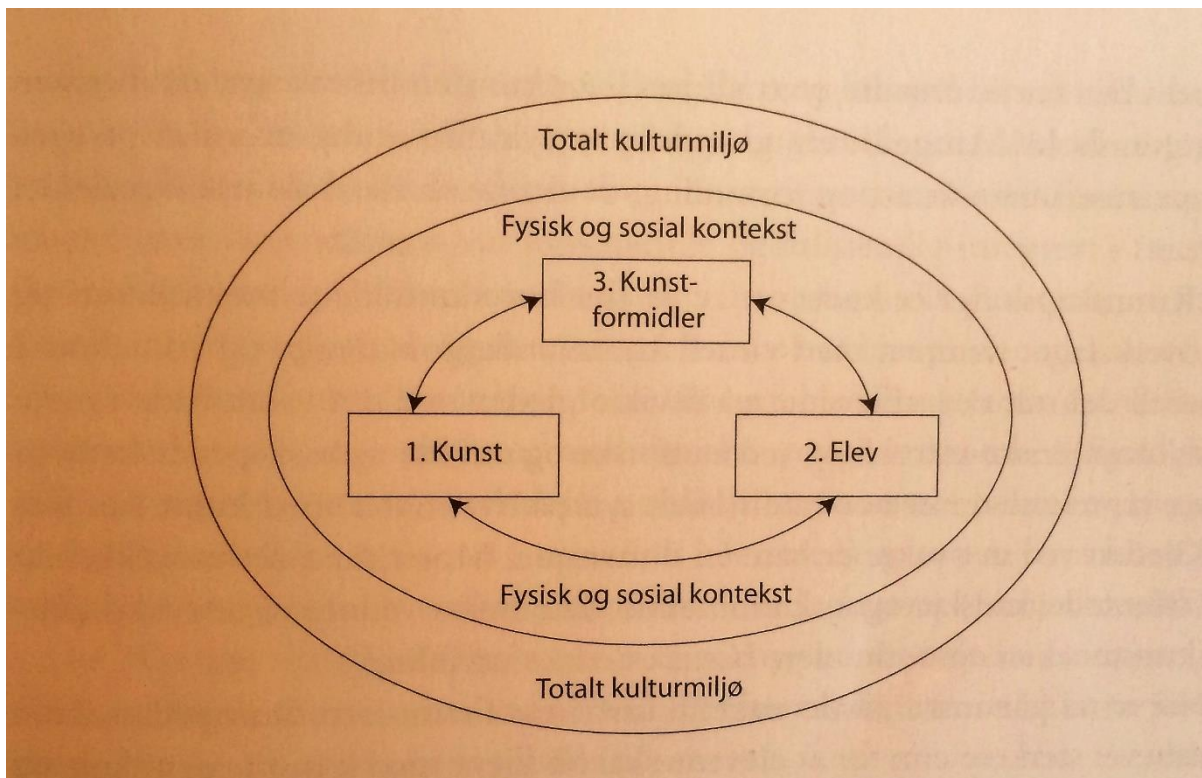 Totalt kulturmiljø
Fysisk og sosial kontekst
3. Kunst-
formidler
1. Kunst
2. Elev
Fysisk og sosial kontekst
Totalt kulturmiljø